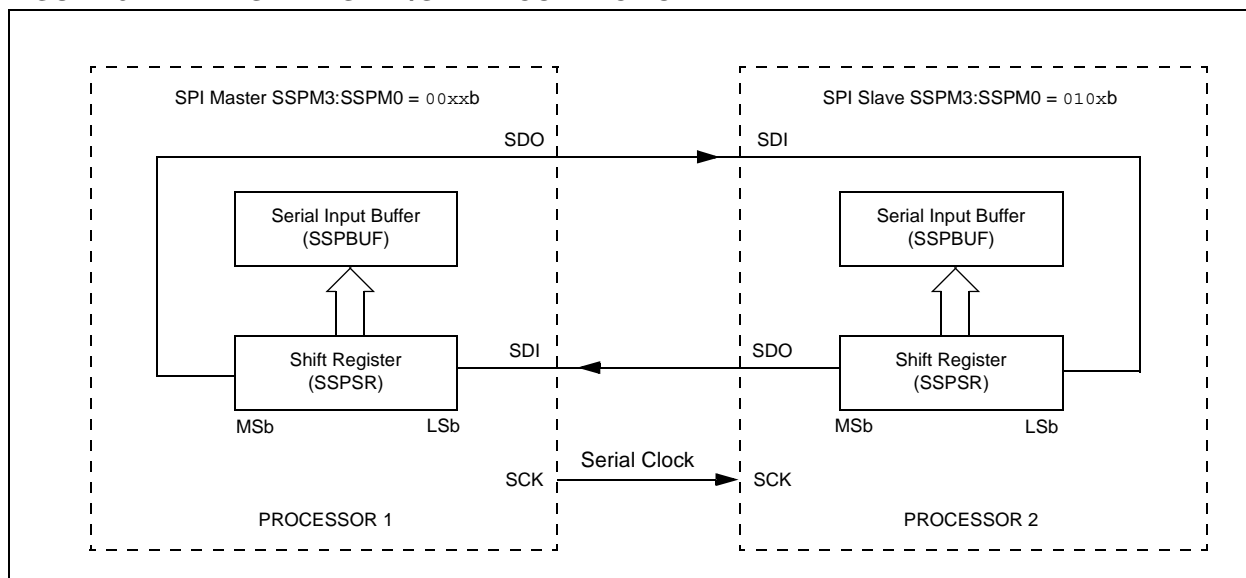 SPI Master SSPM3:SSPM0 = 00xxb
SDO
Serial Input Buffer
(SSPBUF)
Shift Register
(SSPSR)
MSb
LSb
SDI
SCK
PROCESSOR 1
Serial Clock
SPI Slave SSPM3:SSPM0 = 010xb
SDI
Serial Input Buffer
(SSPBUF)
SDO
Shift Register
(SSPSR)
MSb
LSb
SCK
PROCESSOR 2